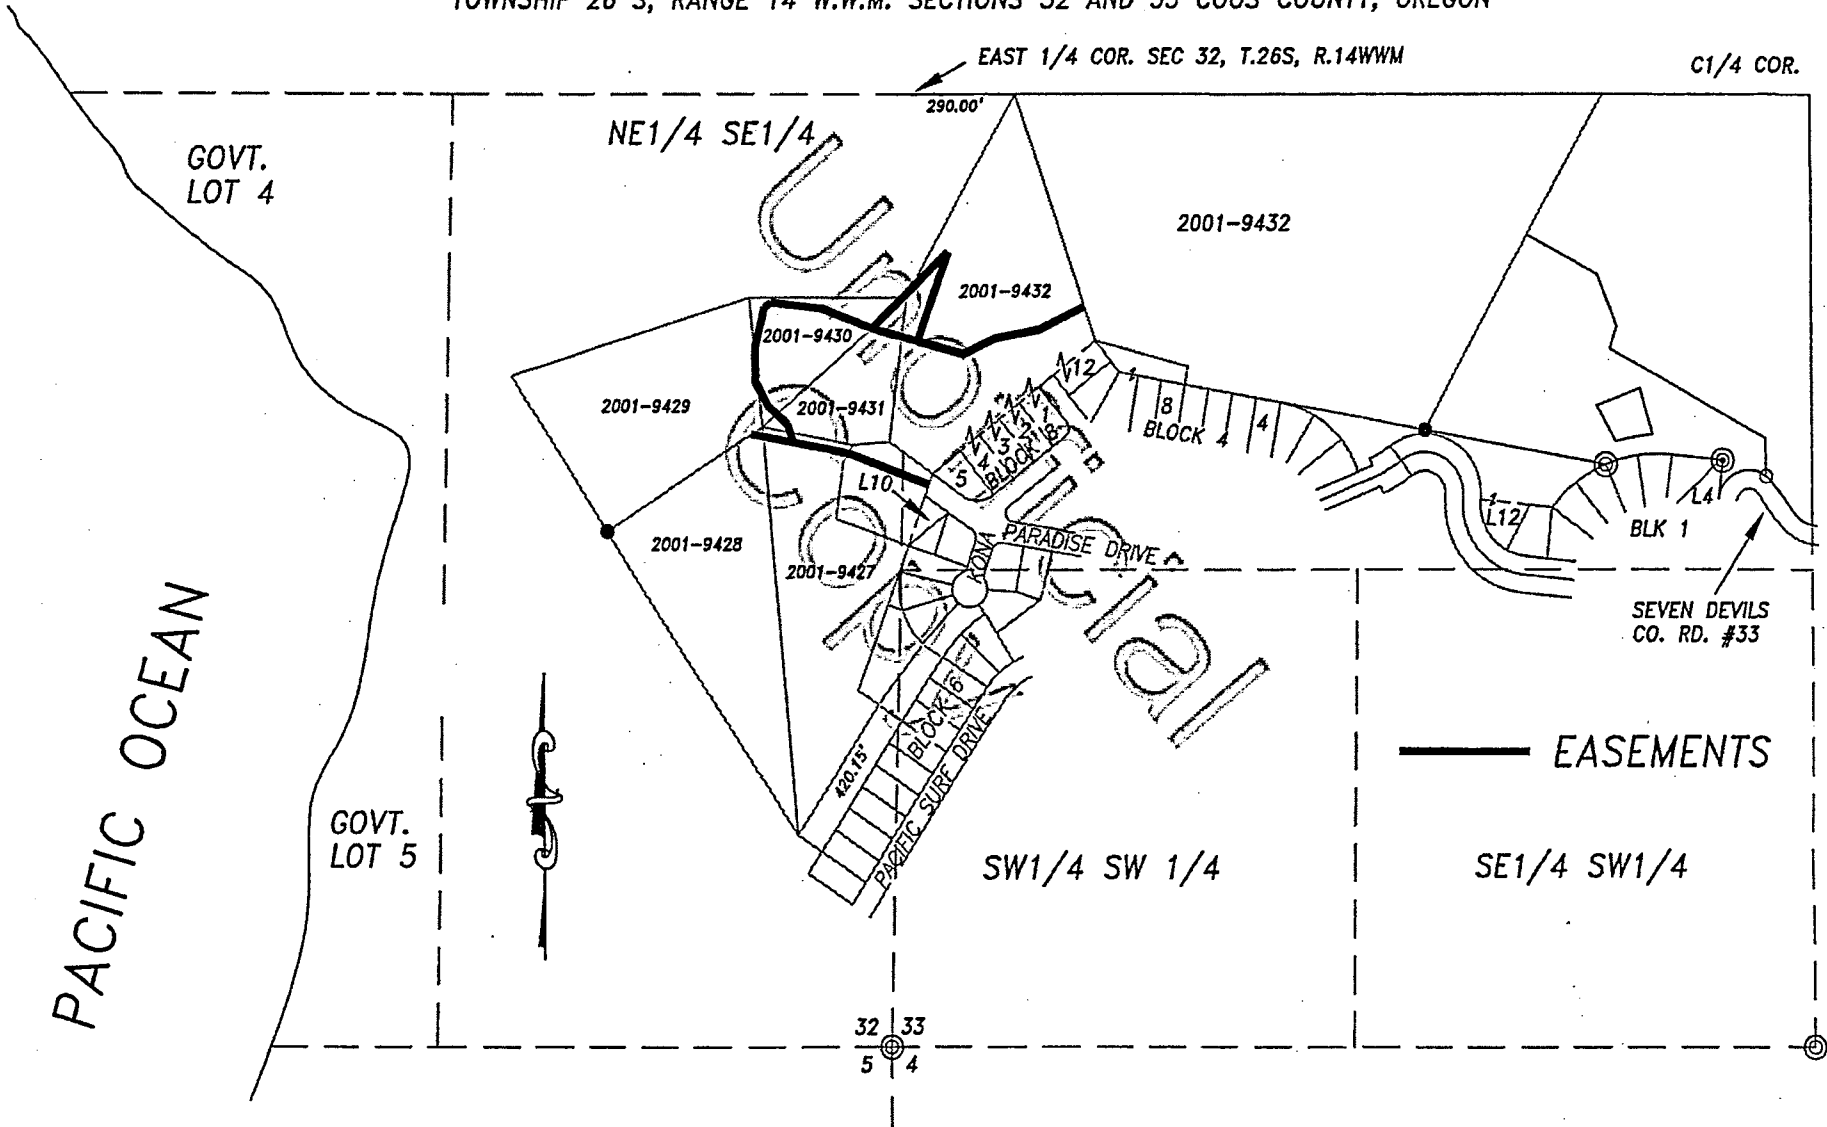 TOWNSHIP 26 S, RANGE 14 W.W.M. SECTIONS 32 AND 33 COOS COUNTY, OREGON
EAST 1/4 COR. SEC 32, T.26S, R.14WWM
C1/4 COR.
290.00'
NE1/4 SE1/4
GOVT.
LOT 4
2001-9432
2001-9432
2001-9430
2001-9429
2001-9431
12
8
BLOCK 4
4
5
4
3
BLOCK 8
L10
L12
L4
BLK 1
2001-9428
2001-9427
KONA
PARADISE DRIVE
SEVEN DEVILS
CO. RD. #33
BLOCK 6
420.15'
PACIFIC SURF DRIVE
EASEMENTS
PACIFIC OCEAN
GOVT.
LOT 5
SW1/4 SW 1/4
SE1/4 SW1/4
32 33
5 4
Unofficial
Copy